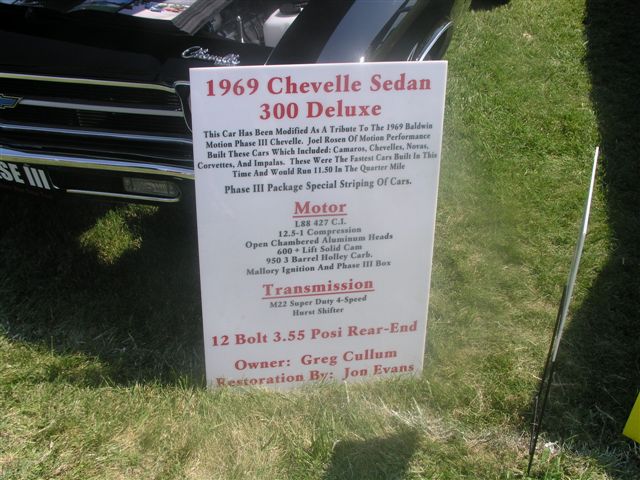 Chevrolet
PHASE III
1969 Chevelle Sedan
300 Deluxe
This Car Has Been Modified As A Tribute To The 1969 Baldwin
Motion Phase III Chevelle. Joel Rosen Of Motion Performance
Built These Cars Which Included: Camaros, Chevelles, Novas,
Corvettes, And Impalas. These Were The Fastest Cars Built In This
Time And Would Run 11.50 In The Quarter Mile
Phase III Package Special Striping Of Cars.
Motor
L88 427 C.I.
12.5-1 Compression
Open Chambered Aluminum Heads
600 + Lift Solid Cam
950 3 Barrel Holley Carb.
Mallory Ignition And Phase III Box
Transmission
M22 Super Duty 4-Speed
Hurst Shifter
12 Bolt 3.55 Posi Rear-End
Owner: Greg Cullum
Restoration By: Jon Evans